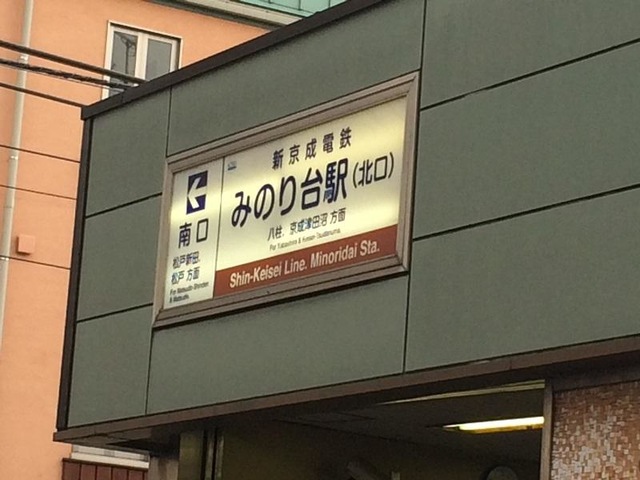 南口
松戸新田、
松戸 方面
For Matsudo-Shinden
& Matsudo
新京成電鉄
みのり台駅(北口)
八柱、京成津田沼 方面
For Yabashira & Keisei-Tsudanuma
Shin-Keisei Line. Minoridai Sta.